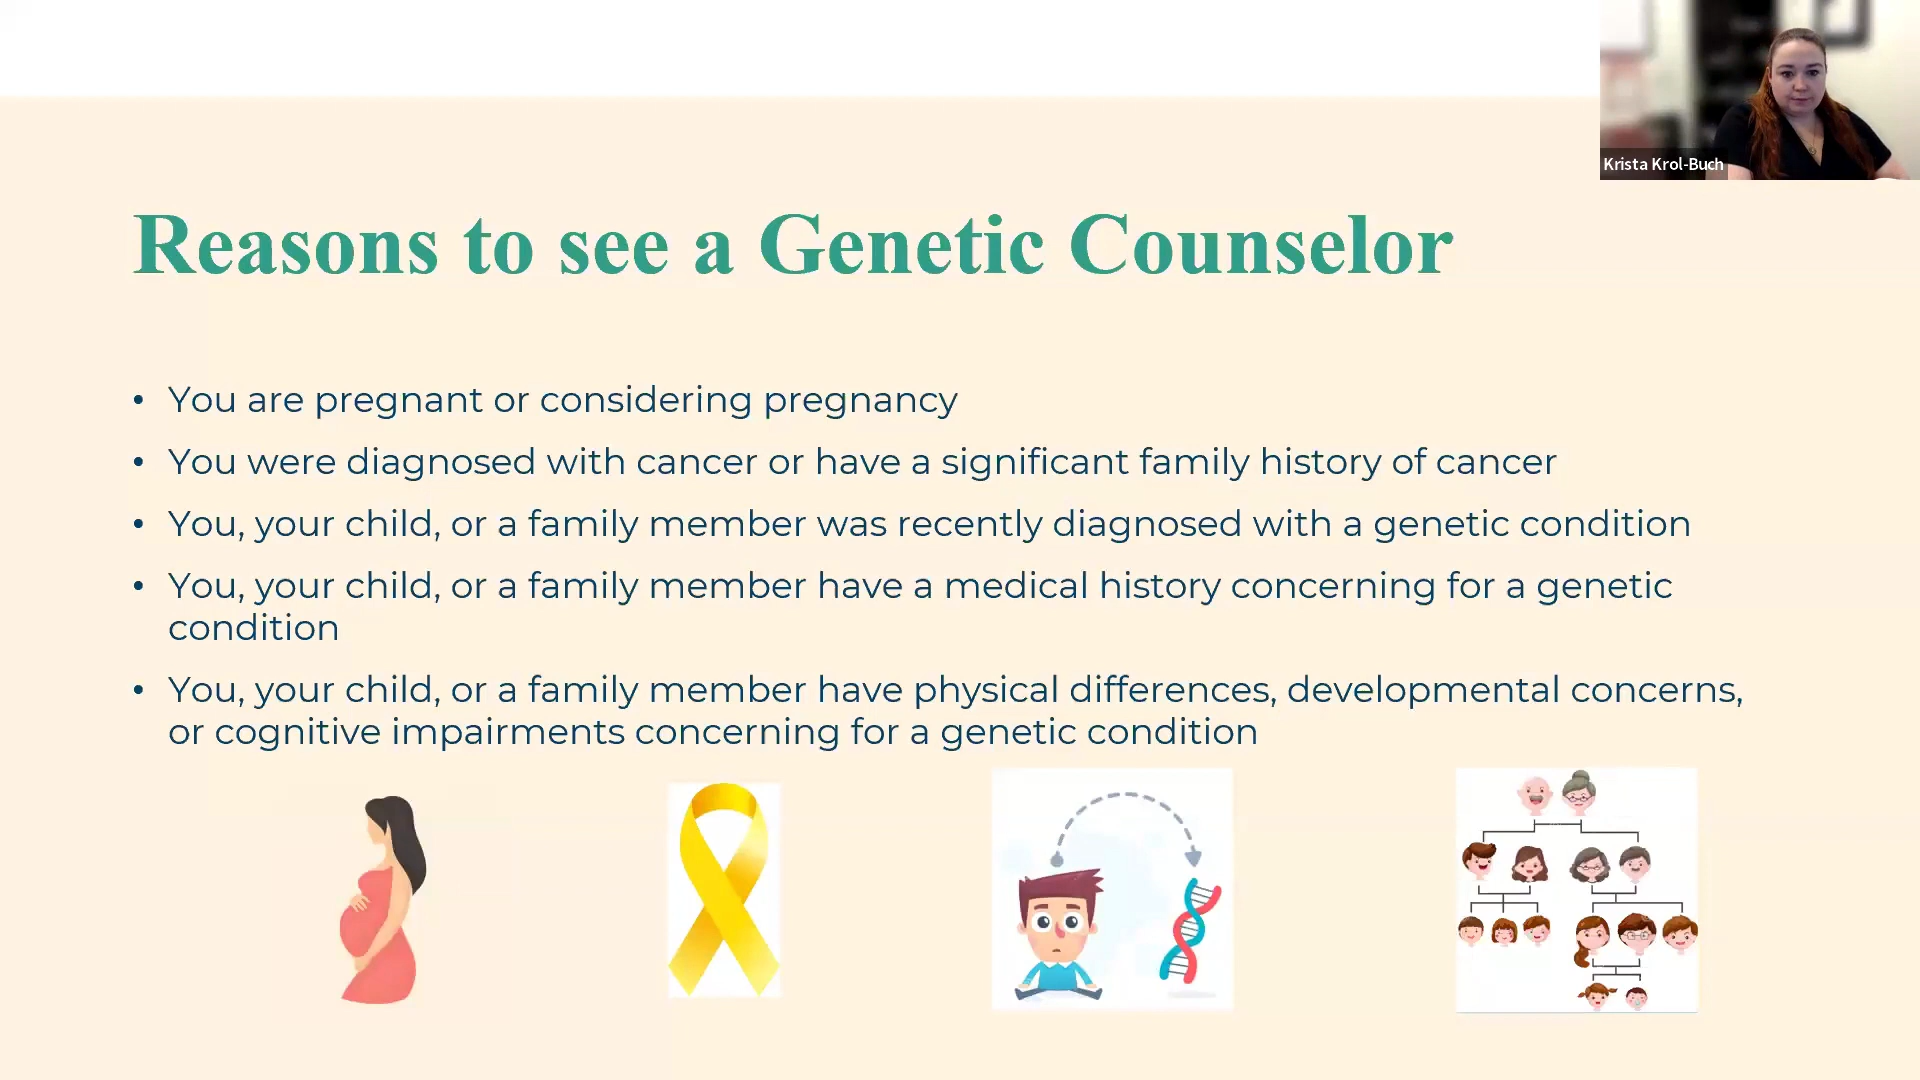 Krista Krol-Buch
Reasons to see a Genetic Counselor
• You are pregnant or considering pregnancy
• You were diagnosed with cancer or have a significant family history of cancer
• You, your child, or a family member was recently diagnosed with a genetic condition
• You, your child, or a family member have a medical history concerning for a genetic
condition
• You, your child, or a family member have physical differences, developmental concerns,
or cognitive impairments concerning for a genetic condition